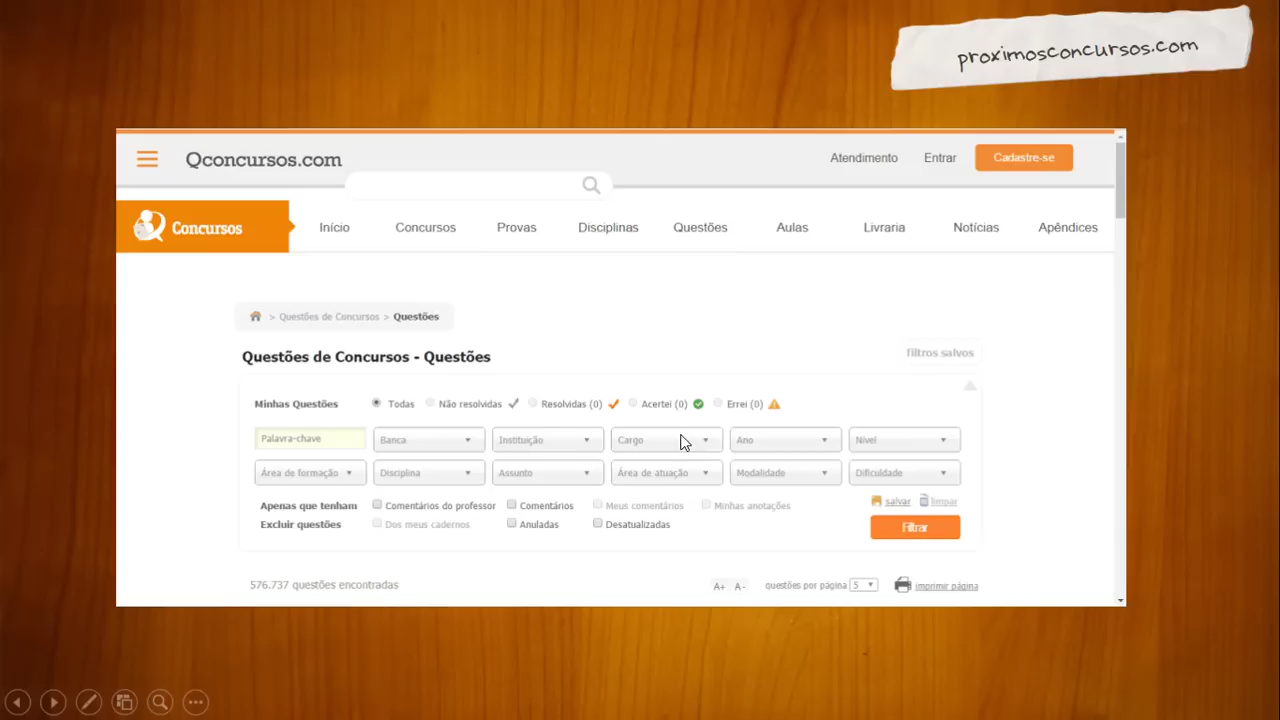 proximosconcursos.com
Qconcursos.com
Atendimento Entrar Cadastre-se
Concursos Início Concursos Provas Disciplinas Questões Aulas Livraria Notícias Apêndices
> Questões de Concursos > Questões
Questões de Concursos - Questões
filtros salvos
Minhas Questões Todas Não resolvidas Resolvidas (0) Acertei (0) Errei (0)
Palavra-chave Banca Instituição Cargo Ano Nível
Área de formação Disciplina Assunto Área de atuação Modalidade Dificuldade
Apenas que tenham Comentários do professor Comentários Meus comentários Minhas anotações
salvar limpar
Excluir questões Dos meus cadernos Anuladas Desatualizadas
Filtrar
576.737 questões encontradas A+ A- questões por página 5 imprimir página